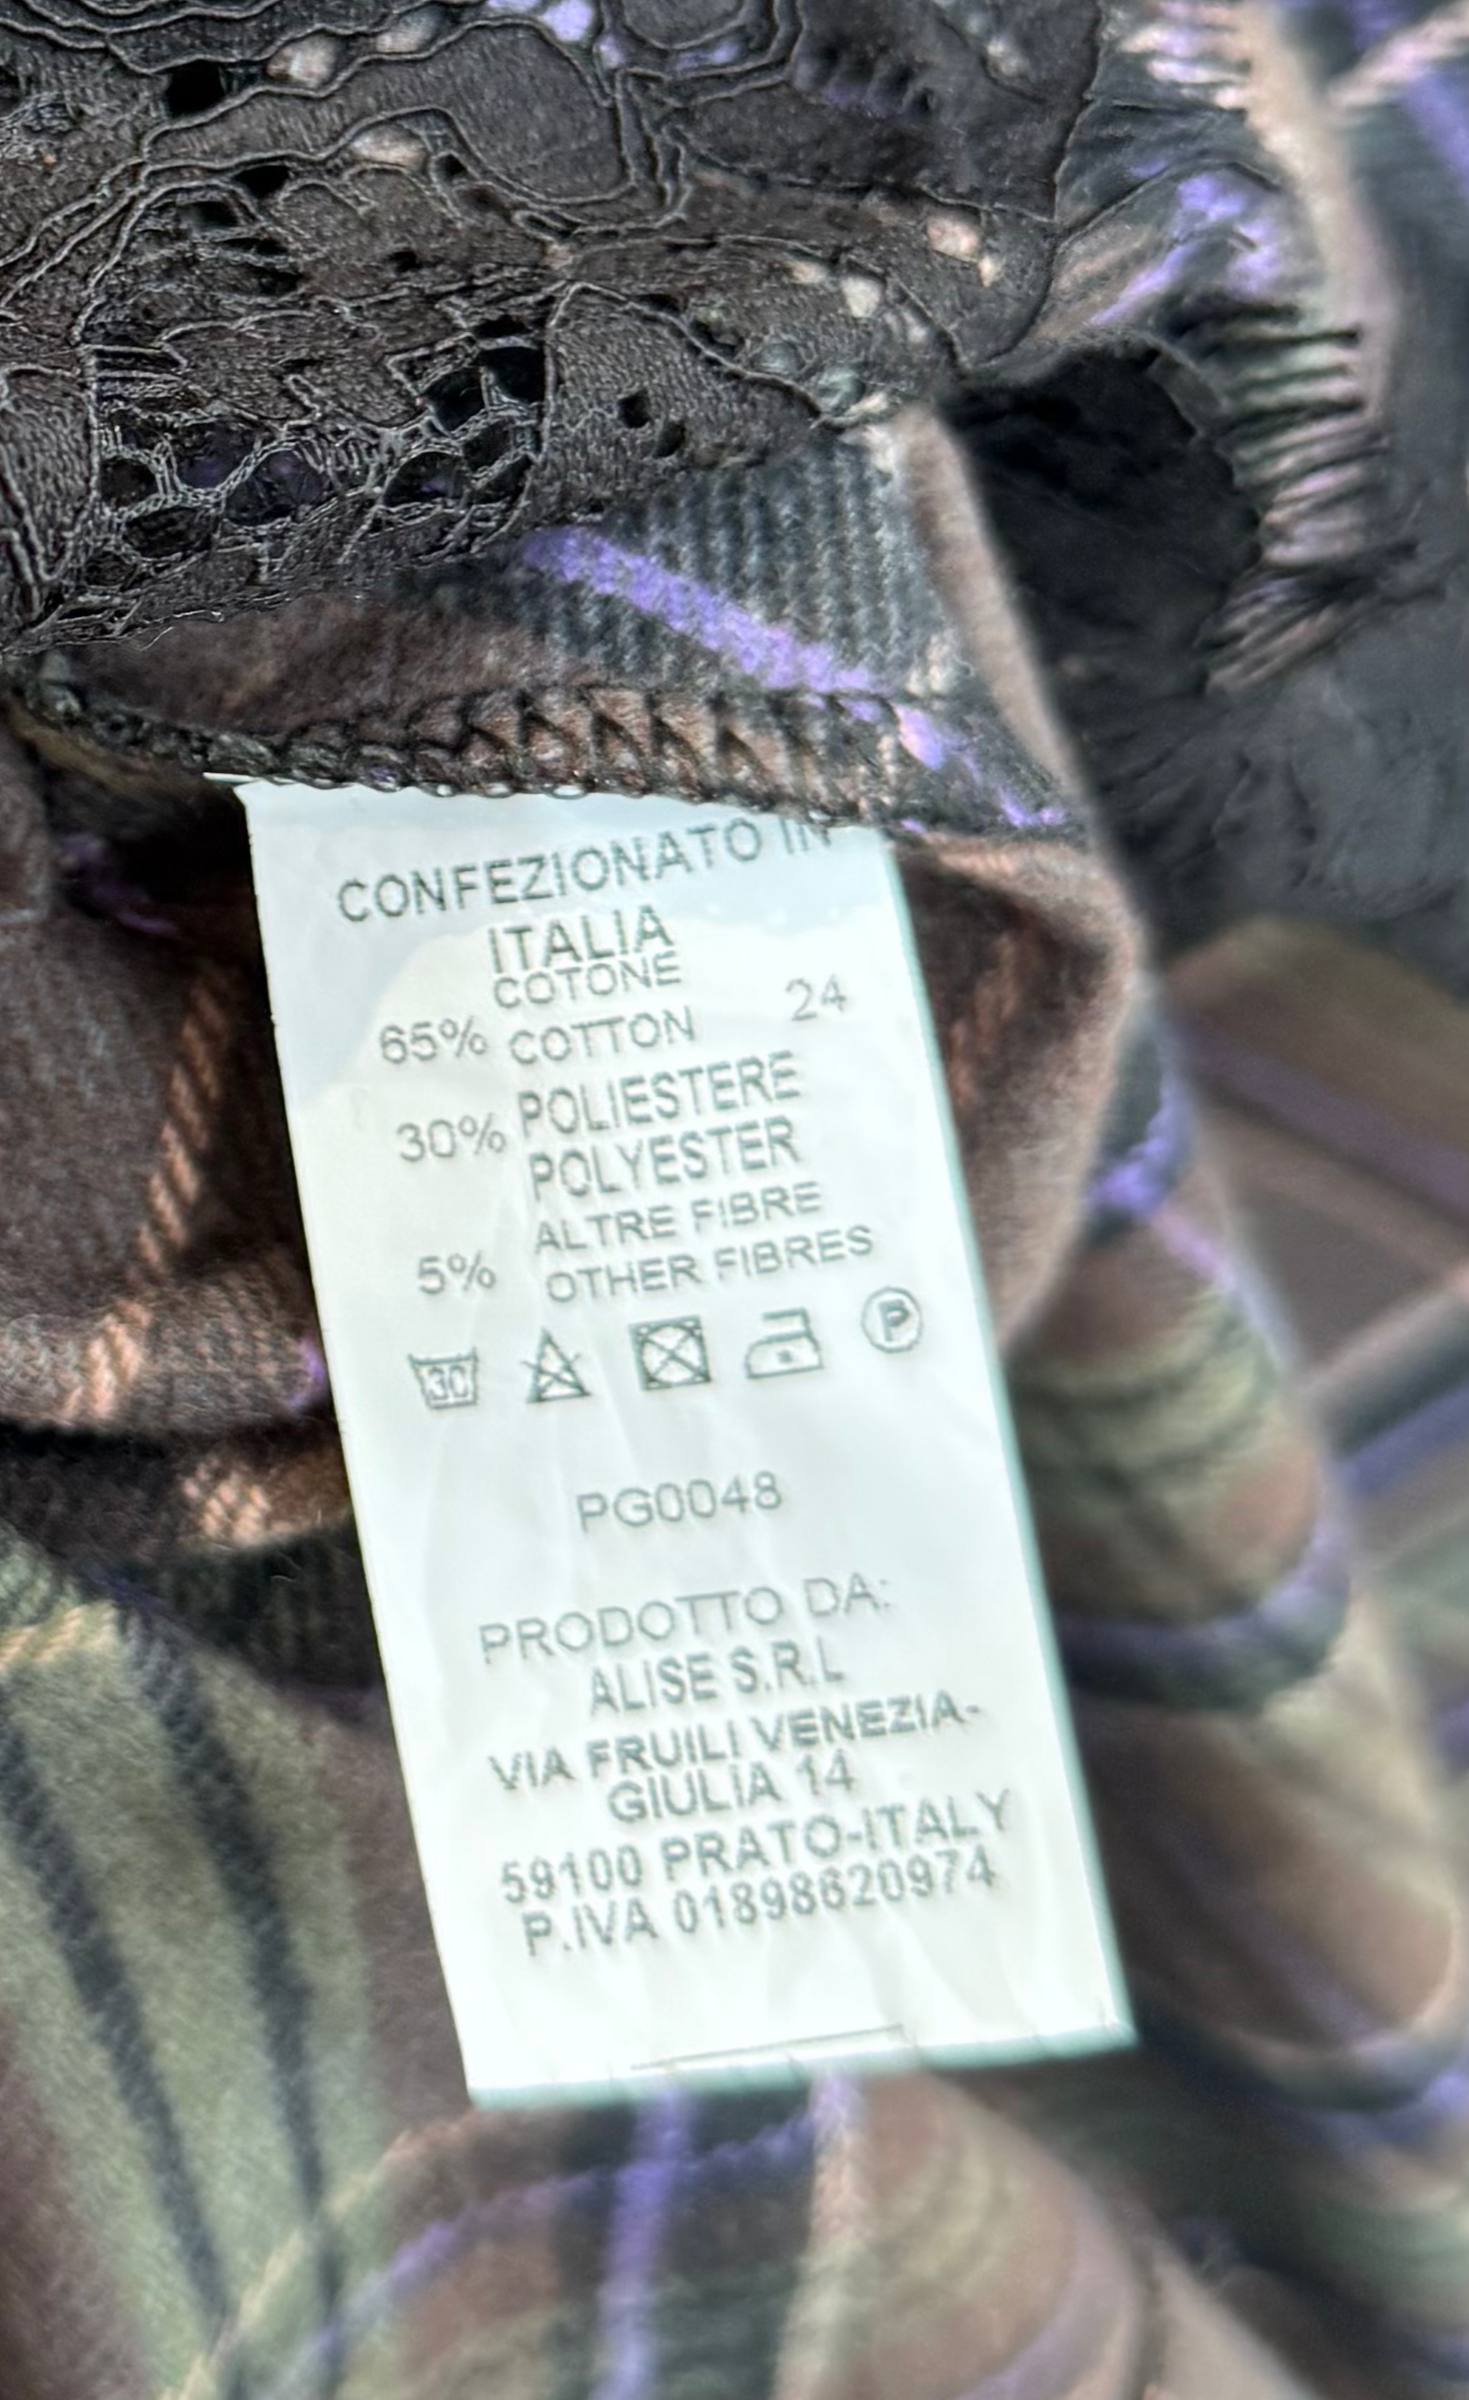 CONFEZIONATO IN
ITALIA
COTONE
65% COTTON 24
30% POLIESTERE
POLYESTER
ALTRE FIBRE
5% OTHER FIBRES
30 P
PG0048
PRODOTTO DA:
ALISE S.R.L
VIA FRUILI VENEZIA-
GIULIA 14
59100 PRATO-ITALY
P.IVA 01898620974